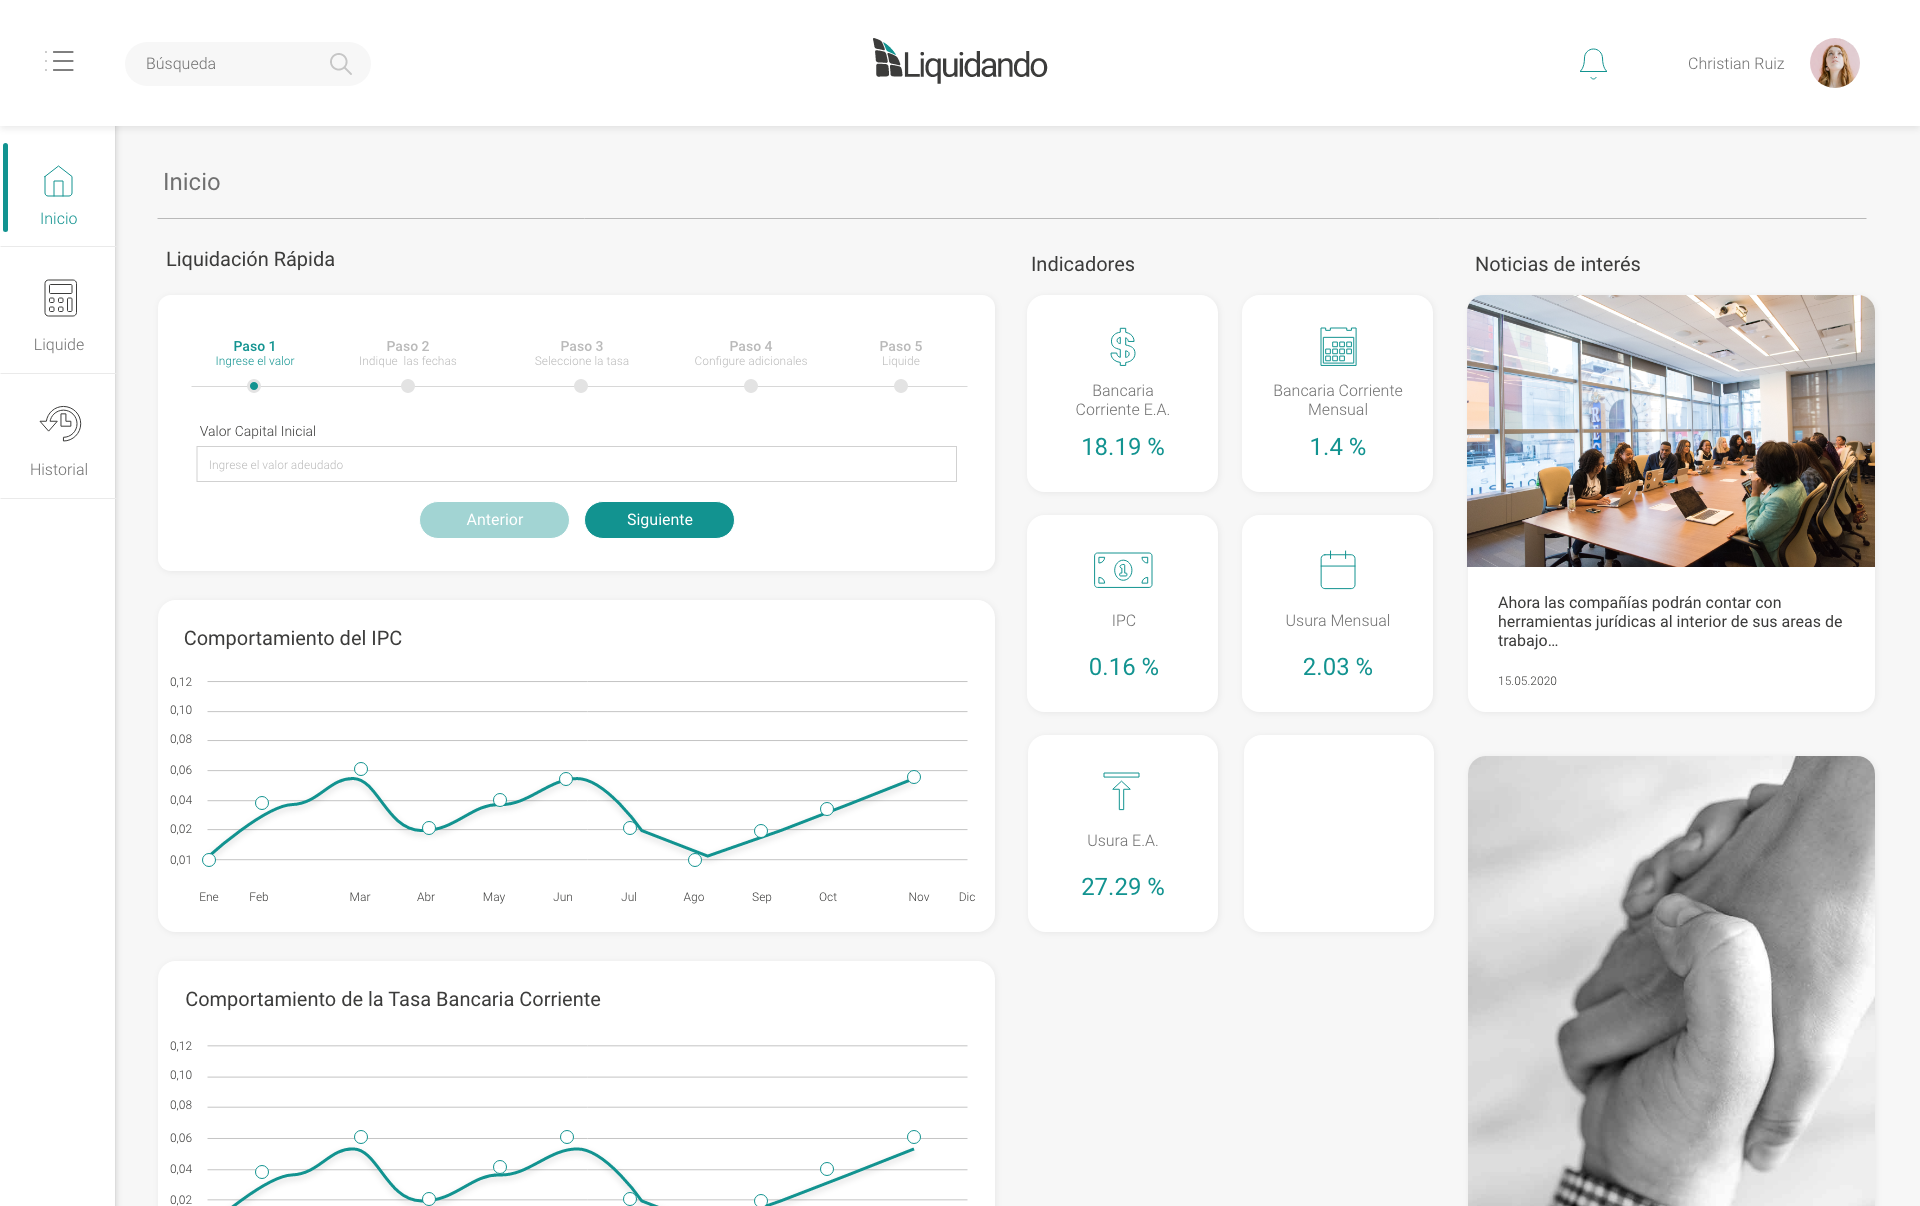 Búsqueda
Liquidando
Christian Ruiz
Inicio
Liquide
Historial
Inicio
Liquidación Rápida
Paso 1
Ingrese el valor
Paso 2
Indique las fechas
Paso 3
Seleccione la tasa
Paso 4
Configure adicionales
Paso 5
Liquide
Valor Capital Inicial
Ingrese el valor adeudado
Anterior
Siguiente
Comportamiento del IPC
0,12
0,10
0,08
0,06
0,04
0,02
0,01
Ene Feb Mar Abr May Jun Jul Ago Sep Oct Nov Dic
Comportamiento de la Tasa Bancaria Corriente
0,12
0,10
0,08
0,06
0,04
0,02
Indicadores
Bancaria
Corriente E.A.
18.19 %
Bancaria Corriente
Mensual
1.4 %
1
IPC
0.16 %
Usura Mensual
2.03 %
Usura E.A.
27.29 %
Noticias de interés
Ahora las compañías podrán contar con
herramientas jurídicas al interior de sus areas de
trabajo...
15.05.2020